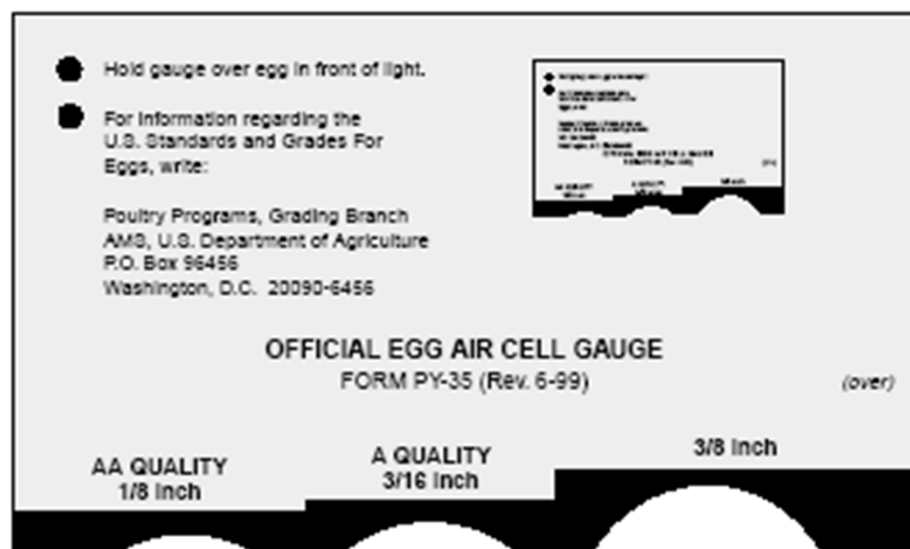 Hold gauge over egg in front of light.
For information regarding the
U.S. Standards and Grades For
Eggs, write:
Poultry Programs, Grading Branch
AMS, U.S. Department of Agriculture
P.O. Box 96456
Washington, D.C. 20090-6456
OFFICIAL EGG AIR CELL GAUGE
FORM PY-35 (Rev. 6-99)
(over)
AA QUALITY
1/8 inch
A QUALITY
3/16 inch
3/8 inch